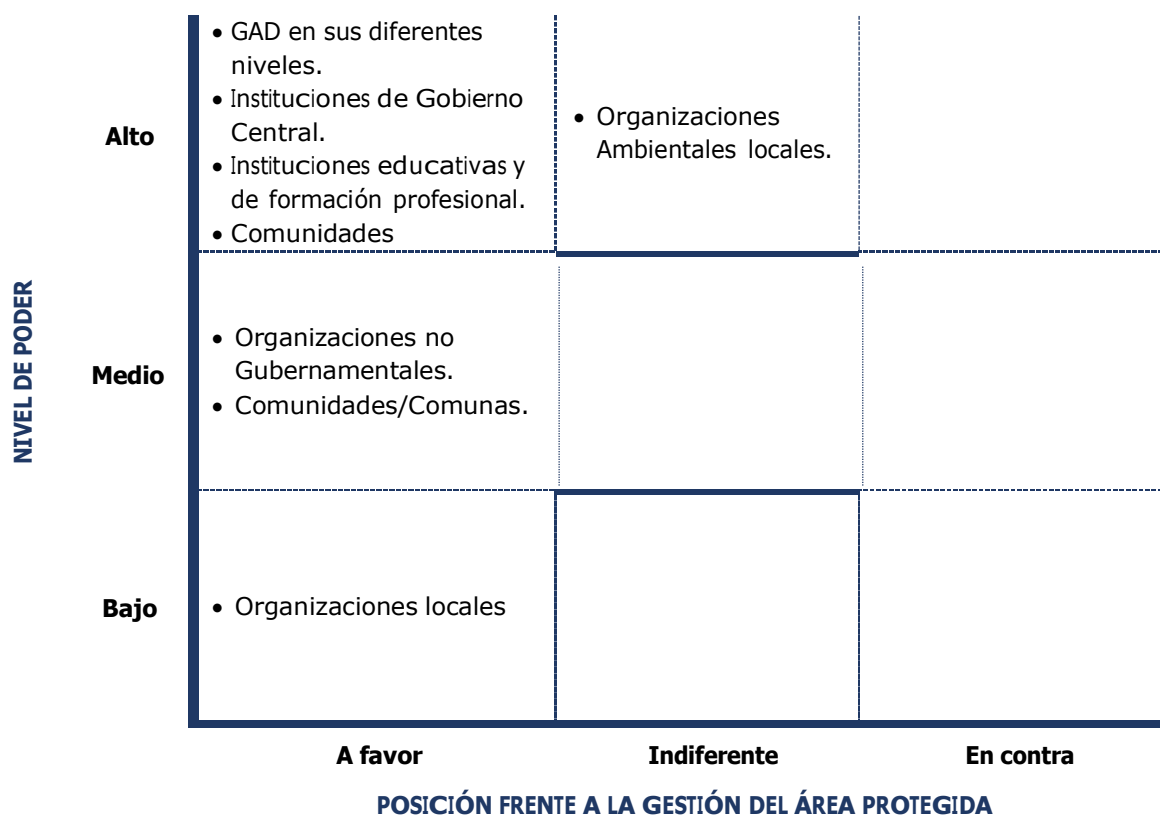 • GAD en sus diferentes
niveles.
• Instituciones de Gobierno
Central.
• Instituciones educativas y
de formación profesional.
• Comunidades
• Organizaciones
Ambientales locales.
Alto
NIVEL DE PODER
• Organizaciones no
Gubernamentales.
• Comunidades/Comunas.
Medio
Bajo
• Organizaciones locales
A favor
Indiferente
En contra
POSICIÓN FRENTE A LA GESTIÓN DEL ÁREA PROTEGIDA